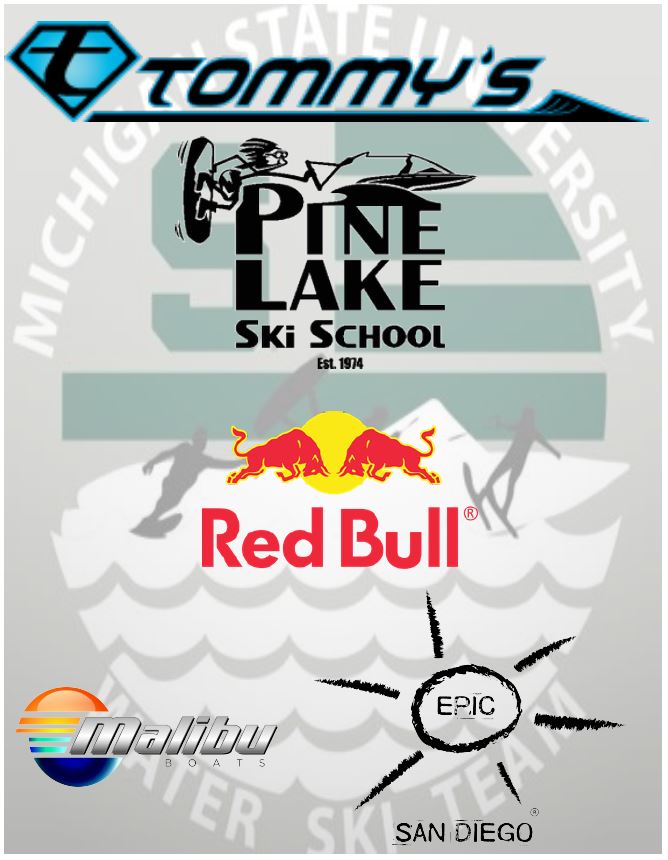 MICHIGAN STATE UNIVERSITY
t TOMMY'S
PINE
LAKE
SKi SCHOOL
Est. 1974
Red Bull®
EPIC
Malibu
BOATS
SAN DIEGO®
WATER SKI TEAM